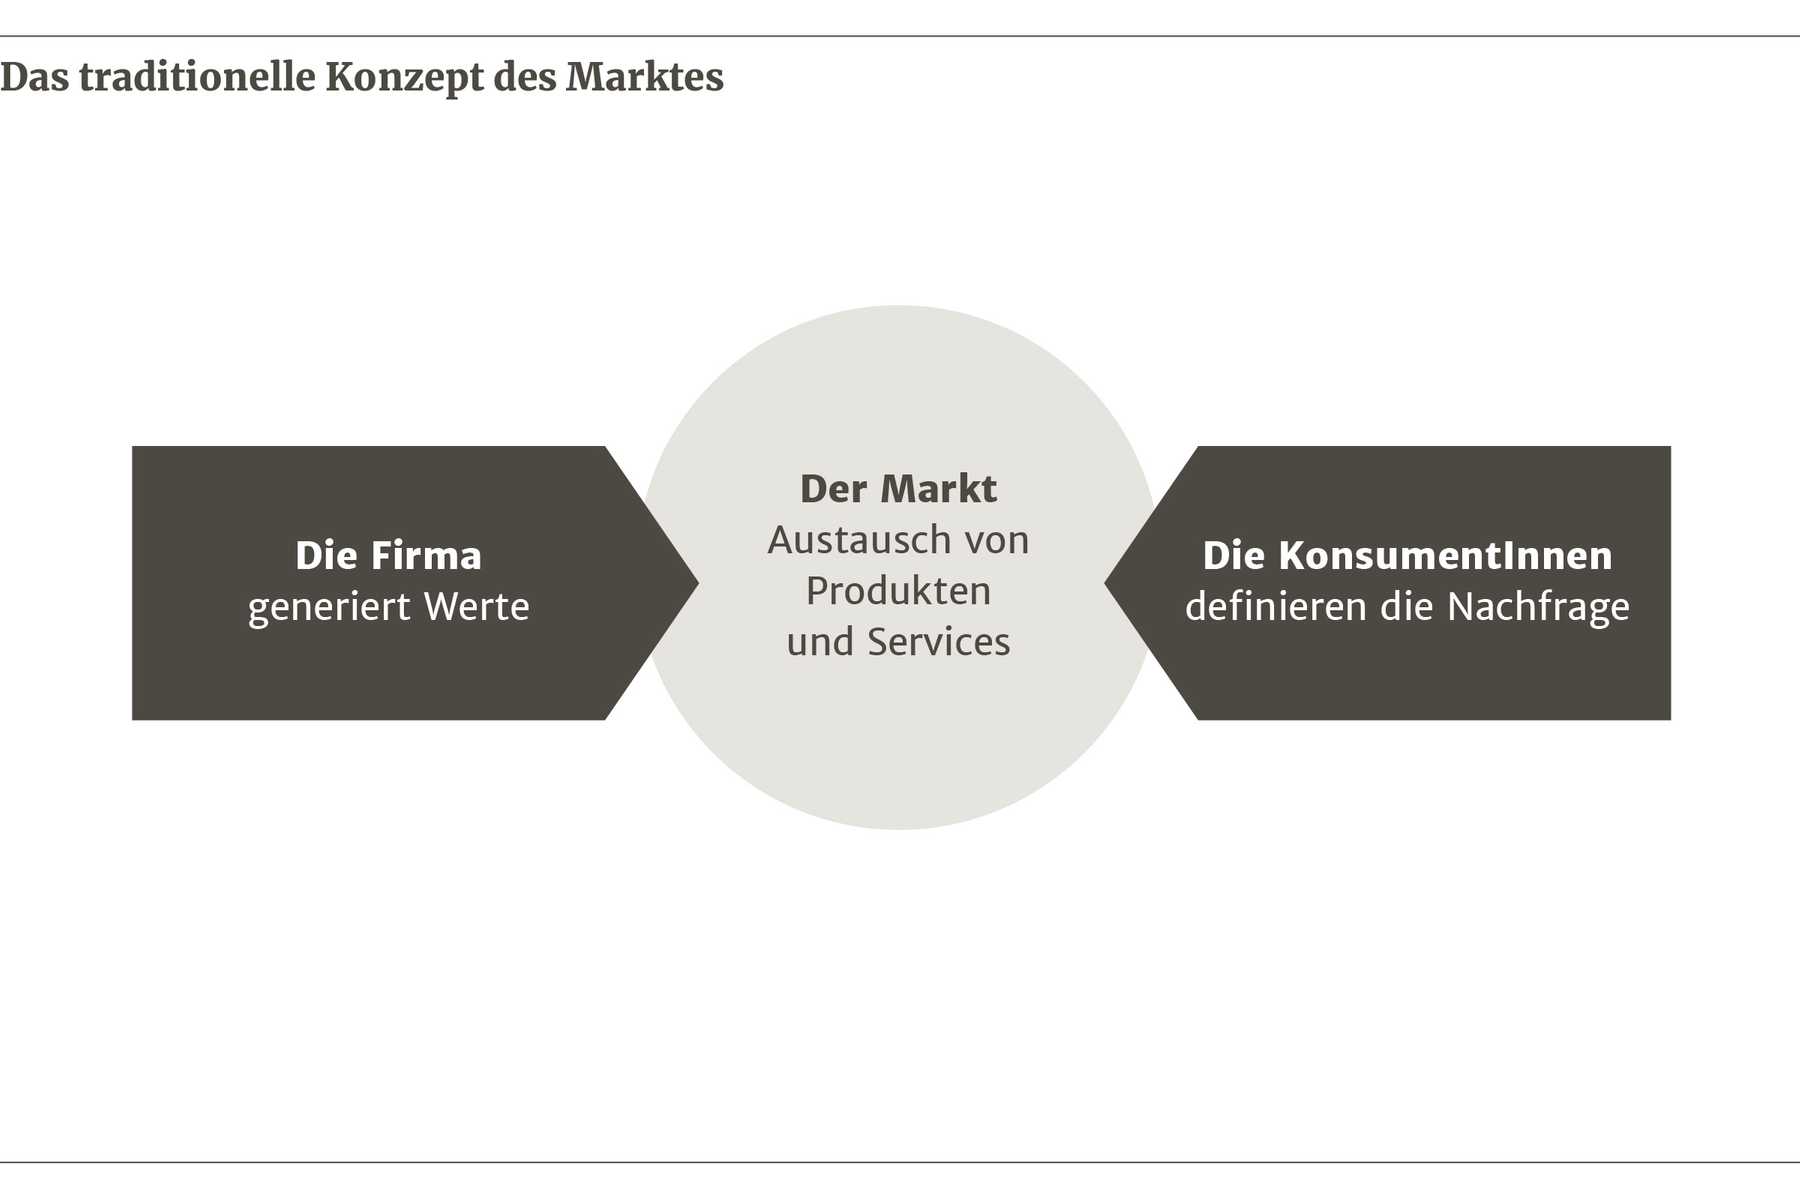 Das traditionelle Konzept des Marktes
Die Firma
generiert Werte
Der Markt
Austausch von
Produkten
und Services
Die KonsumentInnen
definieren die Nachfrage